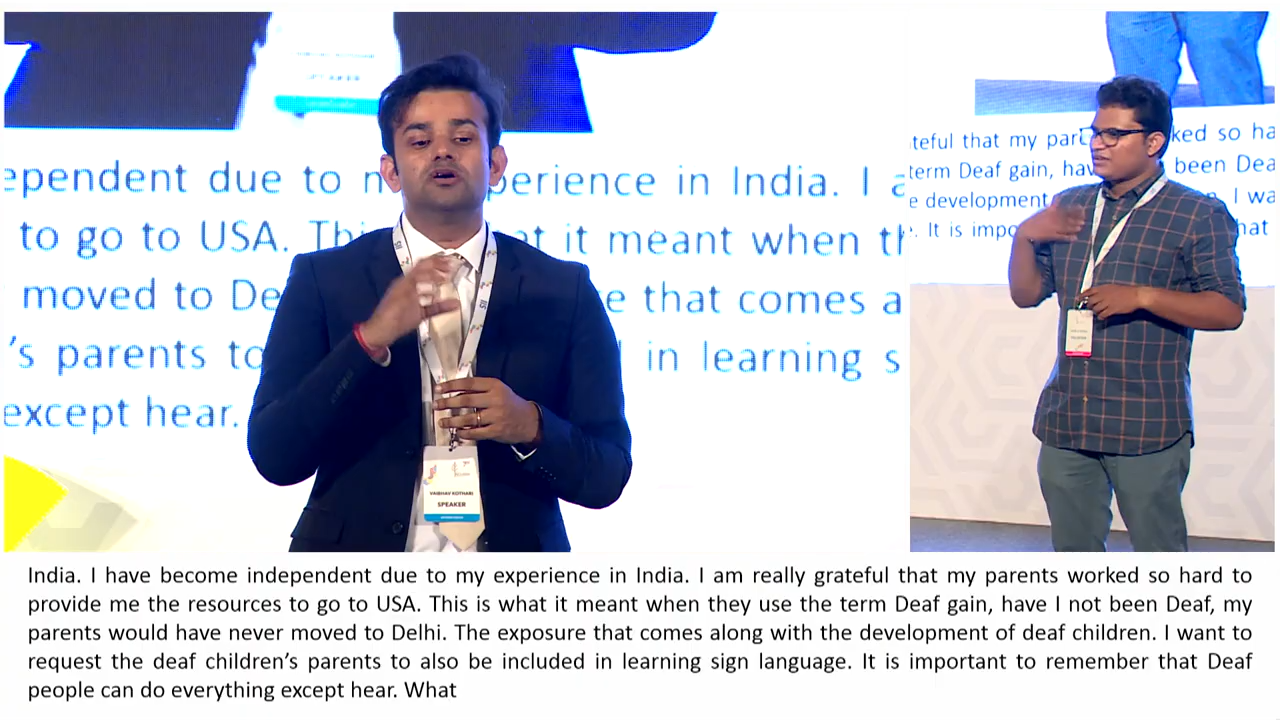 ependent due to n perience in India. I a
to go to USA. Thi at it meant when th
moved to De e that comes a
's parents to in learning s
except hear.
VAIBHAV KOTHARI
SPEAKER
ateful that my par ked so ha
term Deaf gain, hav been Dea
e development I wa
. It is impo hat
India. I have become independent due to my experience in India. I am really grateful that my parents worked so hard to
provide me the resources to go to USA. This is what it meant when they use the term Deaf gain, have I not been Deaf, my
parents would have never moved to Delhi. The exposure that comes along with the development of deaf children. I want to
request the deaf children's parents to also be included in learning sign language. It is important to remember that Deaf
people can do everything except hear. What